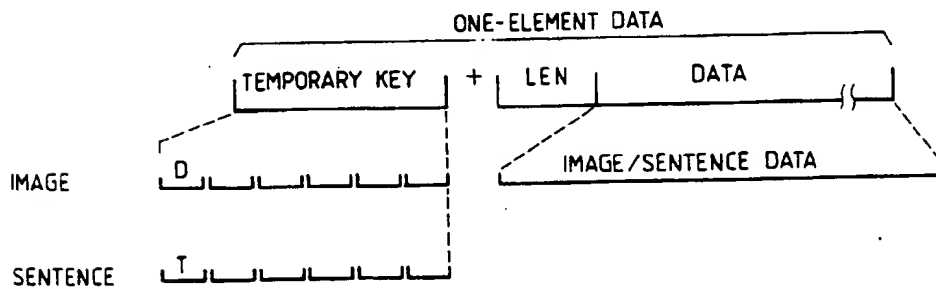 ONE-ELEMENT DATA
TEMPORARY KEY + LEN DATA
IMAGE D IMAGE/SENTENCE DATA
SENTENCE T